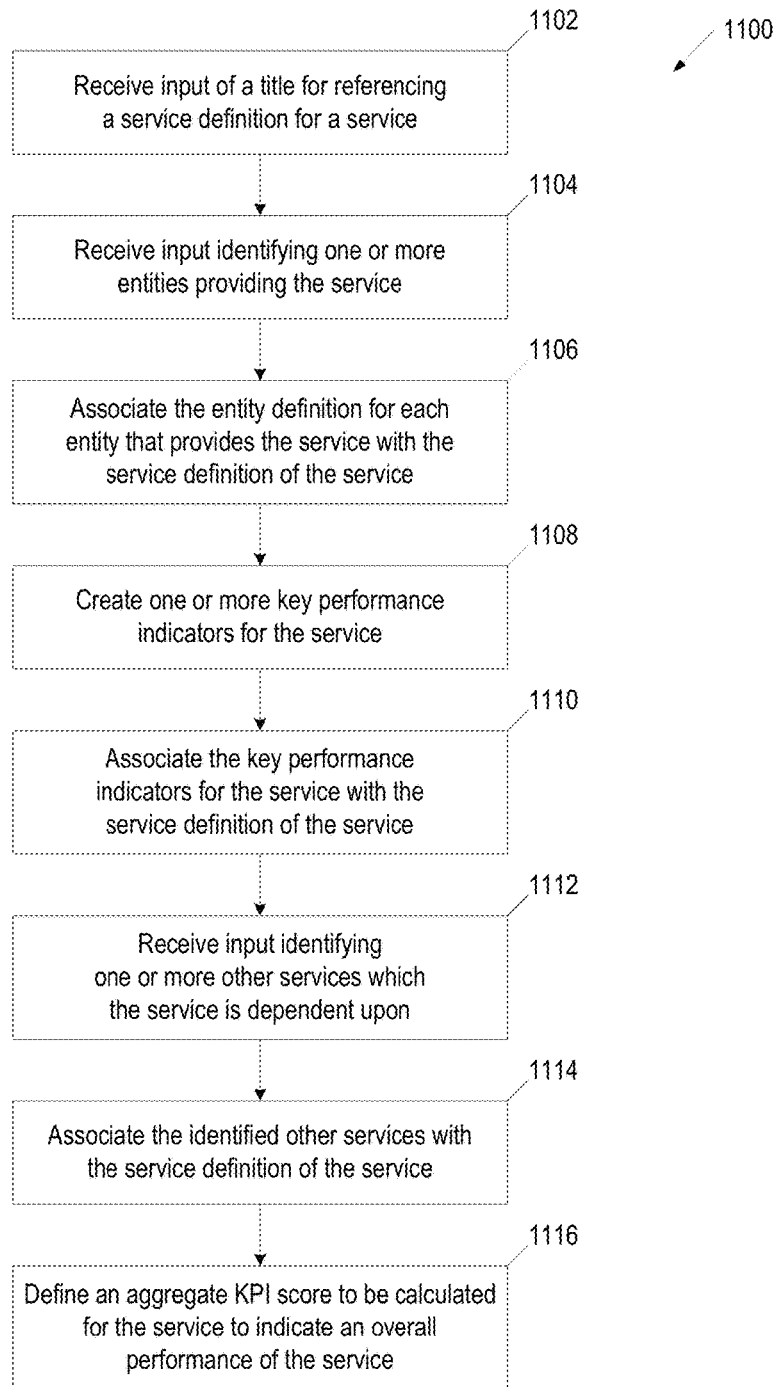 1102
1100
Receive input of a title for referencing
a service definition for a service
1104
Receive input identifying one or more
entities providing the service
1106
Associate the entity definition for each
entity that provides the service with the
service definition of the service
1108
Create one or more key performance
indicators for the service
1110
Associate the key performance
indicators for the service with the
service definition of the service
1112
Receive input identifying
one or more other services which
the service is dependent upon
1114
Associate the identified other services with
the service definition of the service
1116
Define an aggregate KPI score to be calculated
for the service to indicate an overall
performance of the service